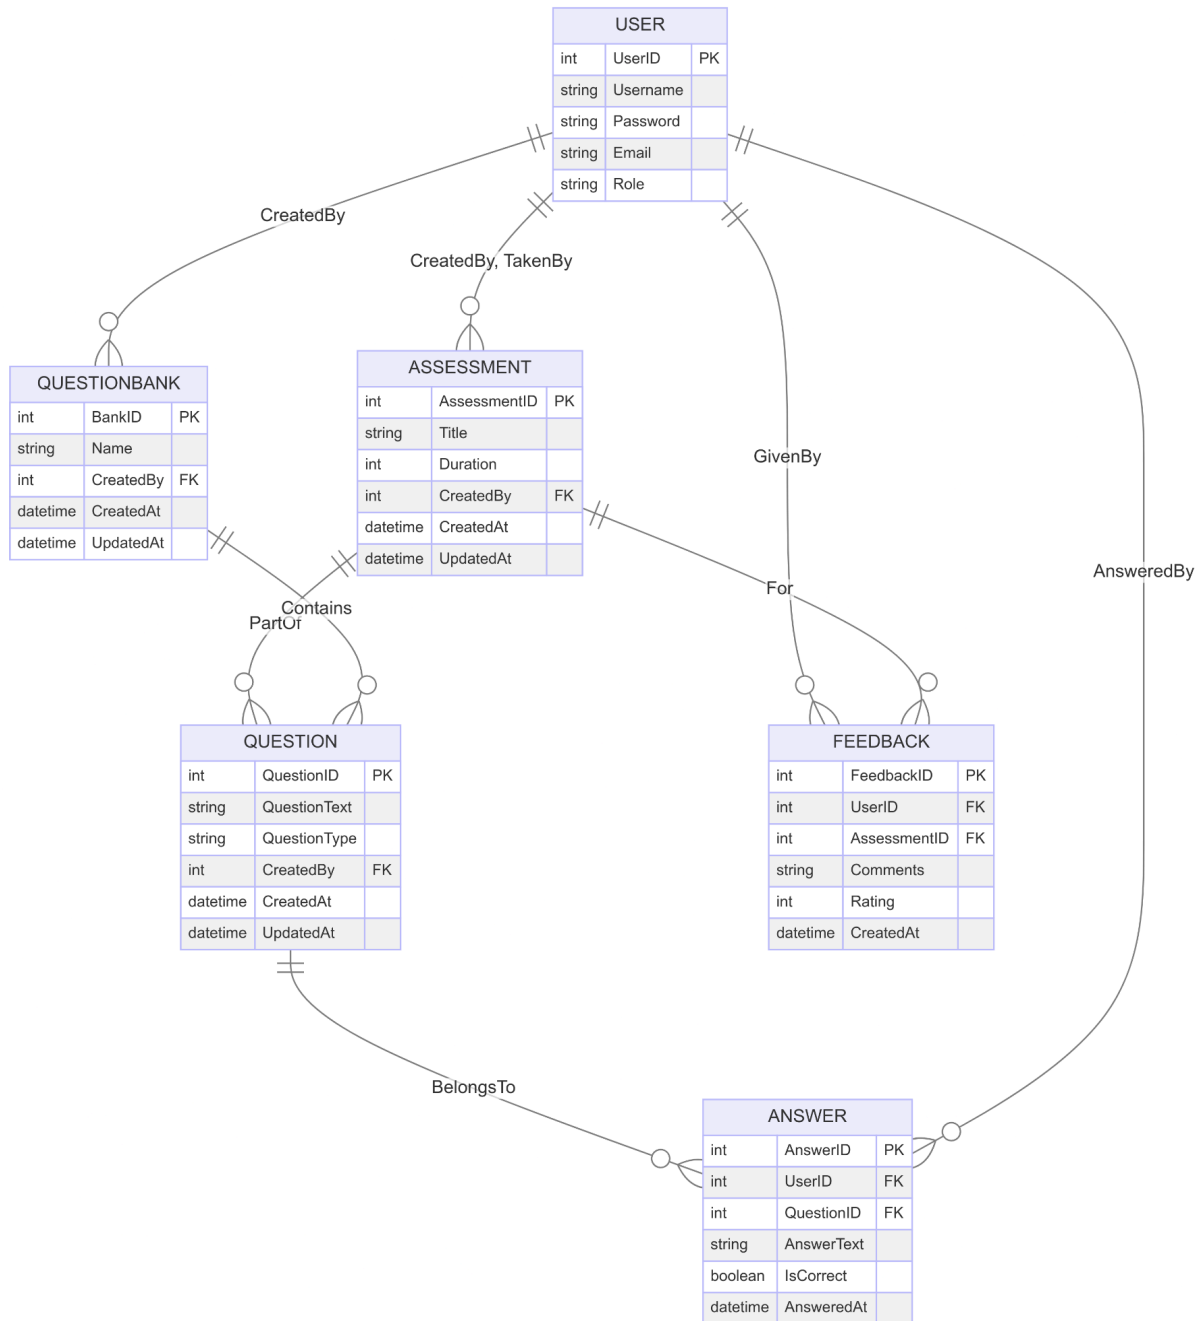 USER
int UserID PK
string Username
string Password
string Email
string Role
CreatedBy
CreatedBy, TakenBy
QUESTIONBANK
int BankID PK
string Name
int CreatedBy FK
datetime CreatedAt
datetime UpdatedAt
ASSESSMENT
int AssessmentID PK
string Title
int Duration
int CreatedBy FK
datetime CreatedAt
datetime UpdatedAt
GivenBy
AnsweredBy
For
Contains
PartOf
QUESTION
int QuestionID PK
string QuestionText
string QuestionType
int CreatedBy FK
datetime CreatedAt
datetime UpdatedAt
FEEDBACK
int FeedbackID PK
int UserID FK
int AssessmentID FK
string Comments
int Rating
datetime CreatedAt
BelongsTo
ANSWER
int AnswerID PK
int UserID FK
int QuestionID FK
string AnswerText
boolean IsCorrect
datetime AnsweredAt